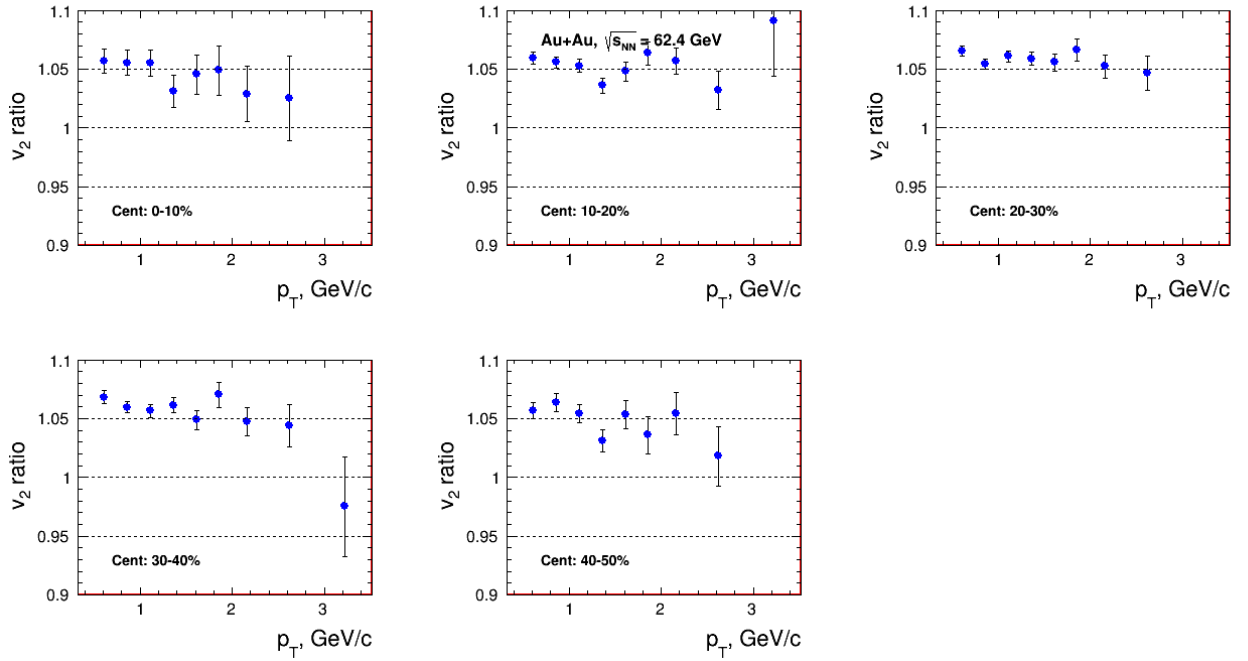 1.1
1.05
1
0.95
0.9
v2 ratio
Cent: 0-10%
1 2 3
pT, GeV/c
1.1
1.05
1
0.95
0.9
v2 ratio
Au+Au, √sNN = 62.4 GeV
Cent: 10-20%
1 2 3
pT, GeV/c
1.1
1.05
1
0.95
0.9
v2 ratio
Cent: 20-30%
1 2 3
pT, GeV/c
1.1
1.05
1
0.95
0.9
v2 ratio
Cent: 30-40%
1 2 3
pT, GeV/c
1.1
1.05
1
0.95
0.9
v2 ratio
Cent: 40-50%
1 2 3
pT, GeV/c